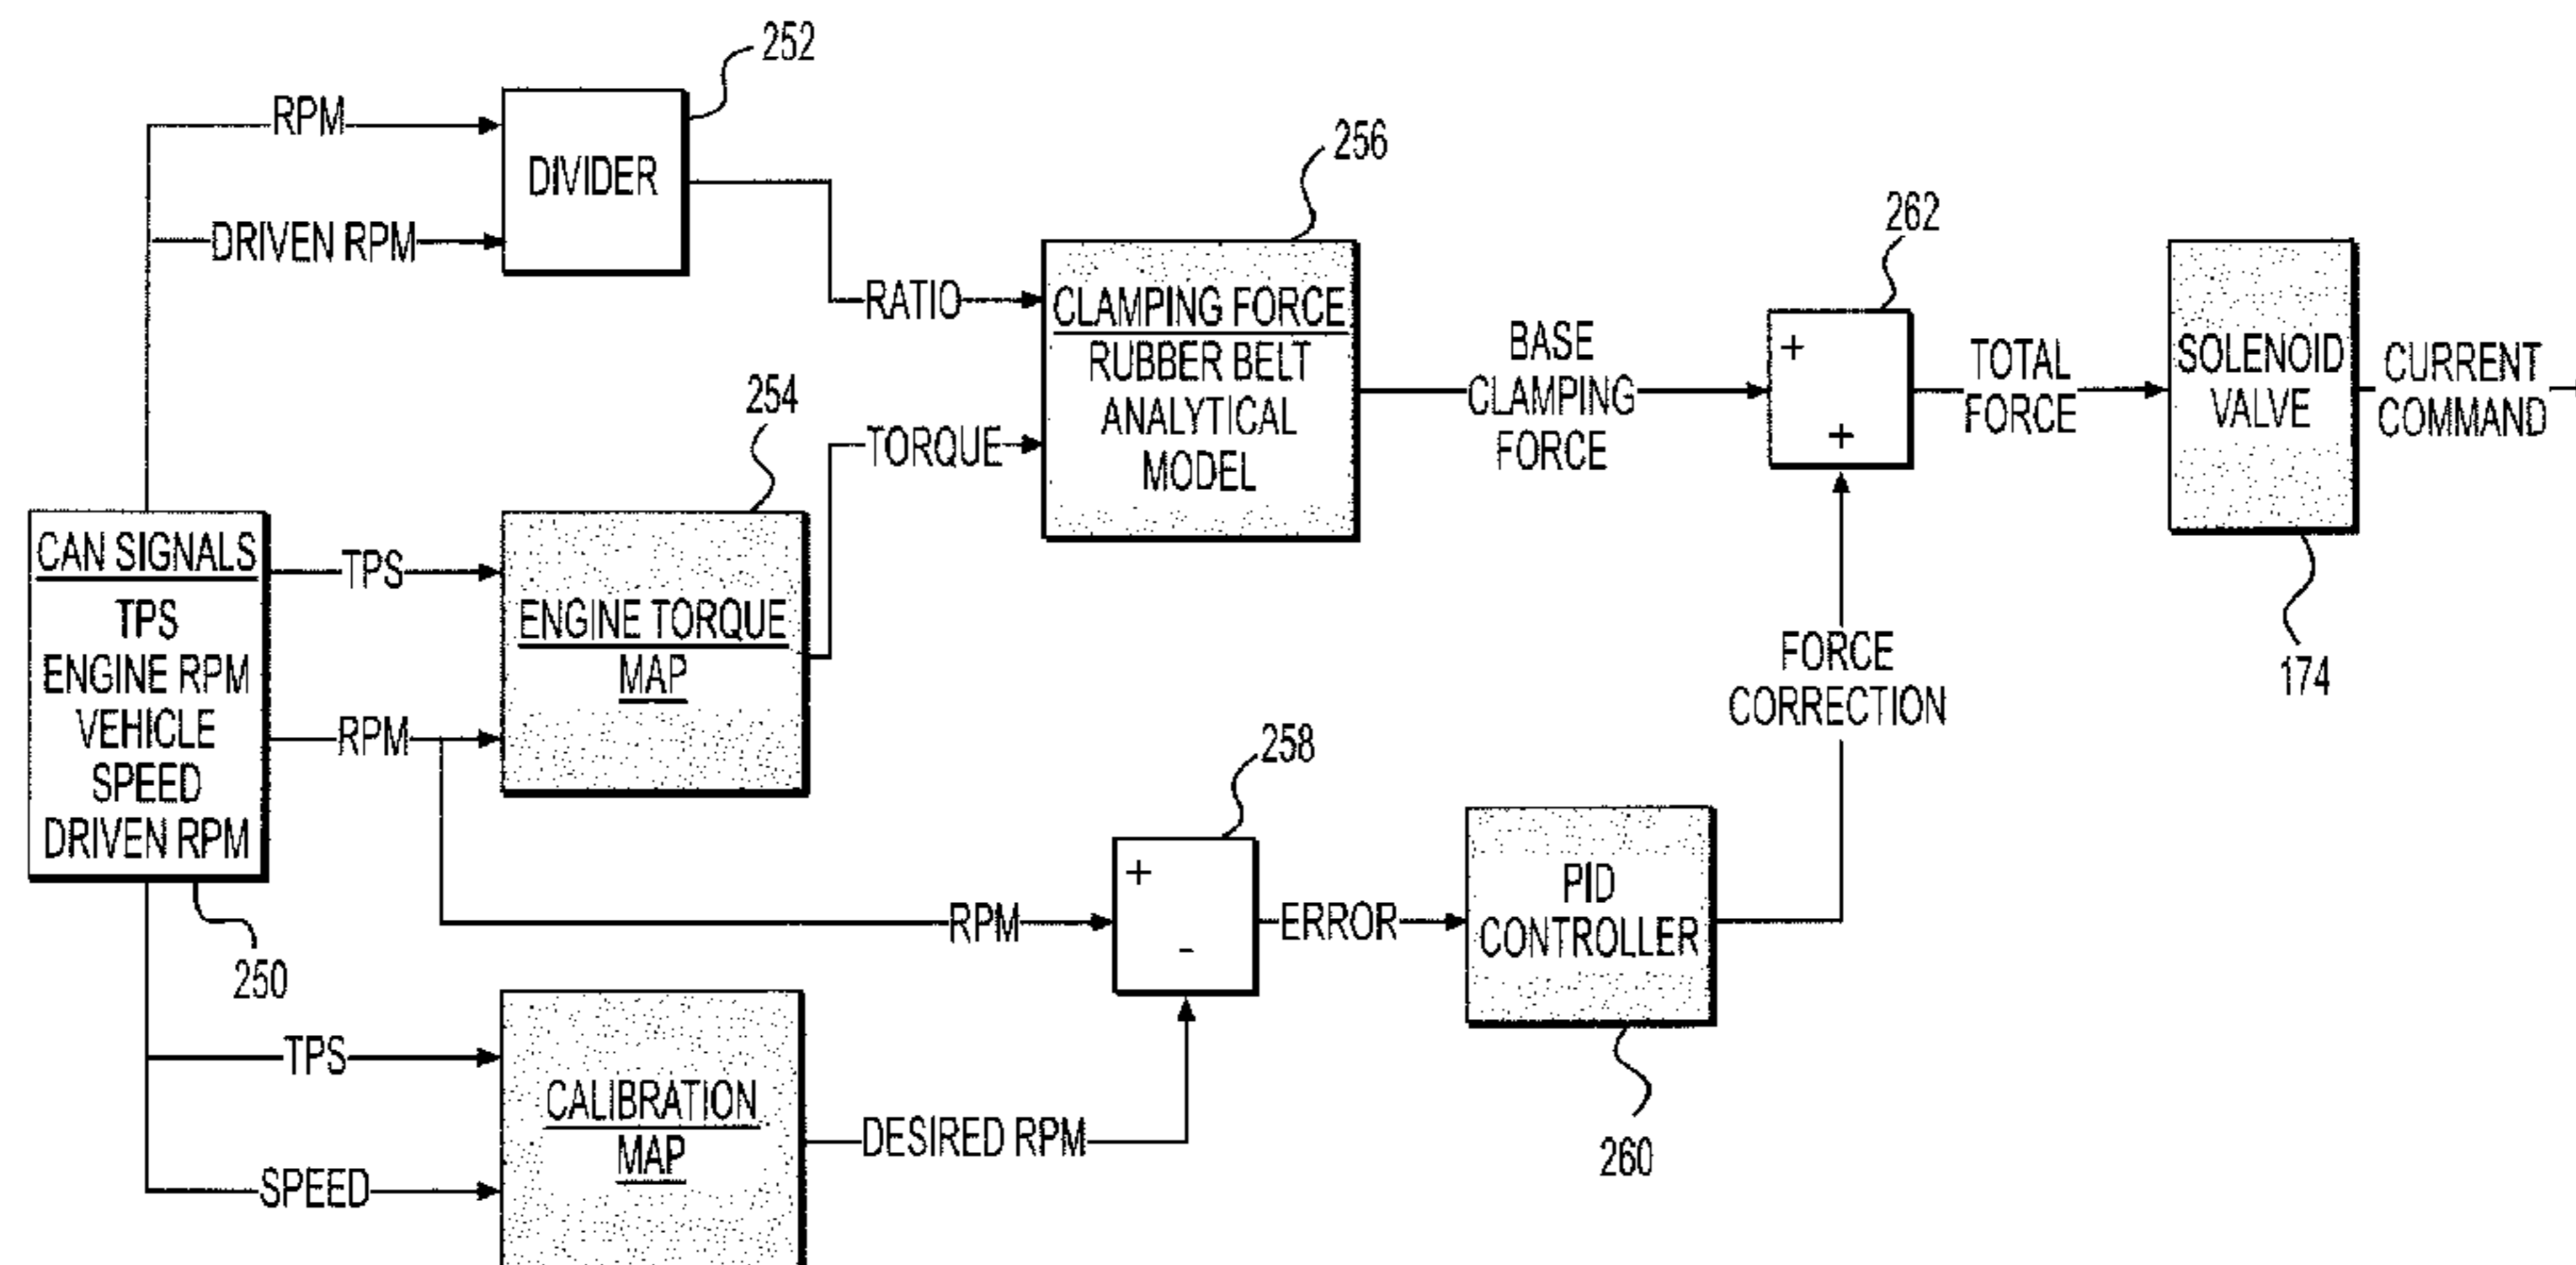 252
RPM
DIVIDER
DRIVEN RPM
256
RATIO
CLAMPING FORCE
RUBBER BELT
ANALYTICAL
MODEL
TORQUE
254
BASE
CLAMPING
FORCE
262
+
+
TOTAL
FORCE
SOLENOID
VALVE
CURRENT
COMMAND
174
CAN SIGNALS
TPS
ENGINE RPM
VEHICLE
SPEED
DRIVEN RPM
250
TPS
RPM
ENGINE TORQUE
MAP
FORCE
CORRECTION
258
+
-
RPM
ERROR
PID
CONTROLLER
260
TPS
SPEED
CALIBRATION
MAP
DESIRED RPM